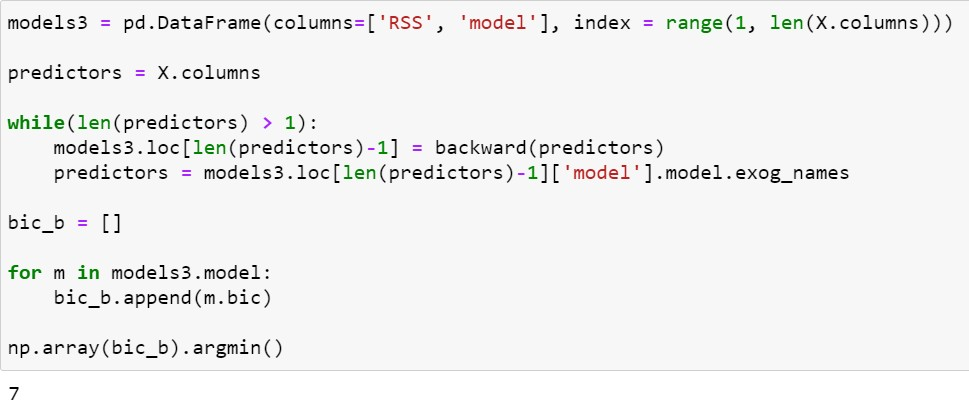 models3 = pd.DataFrame(columns=['RSS', 'model'], index = range(1, len(X.columns)))
predictors = X.columns
while(len(predictors) > 1):
    models3.loc[len(predictors)-1] = backward(predictors)
    predictors = models3.loc[len(predictors)-1]['model'].model.exog_names
bic_b = []
for m in models3.model:
    bic_b.append(m.bic)
np.array(bic_b).argmin()
7